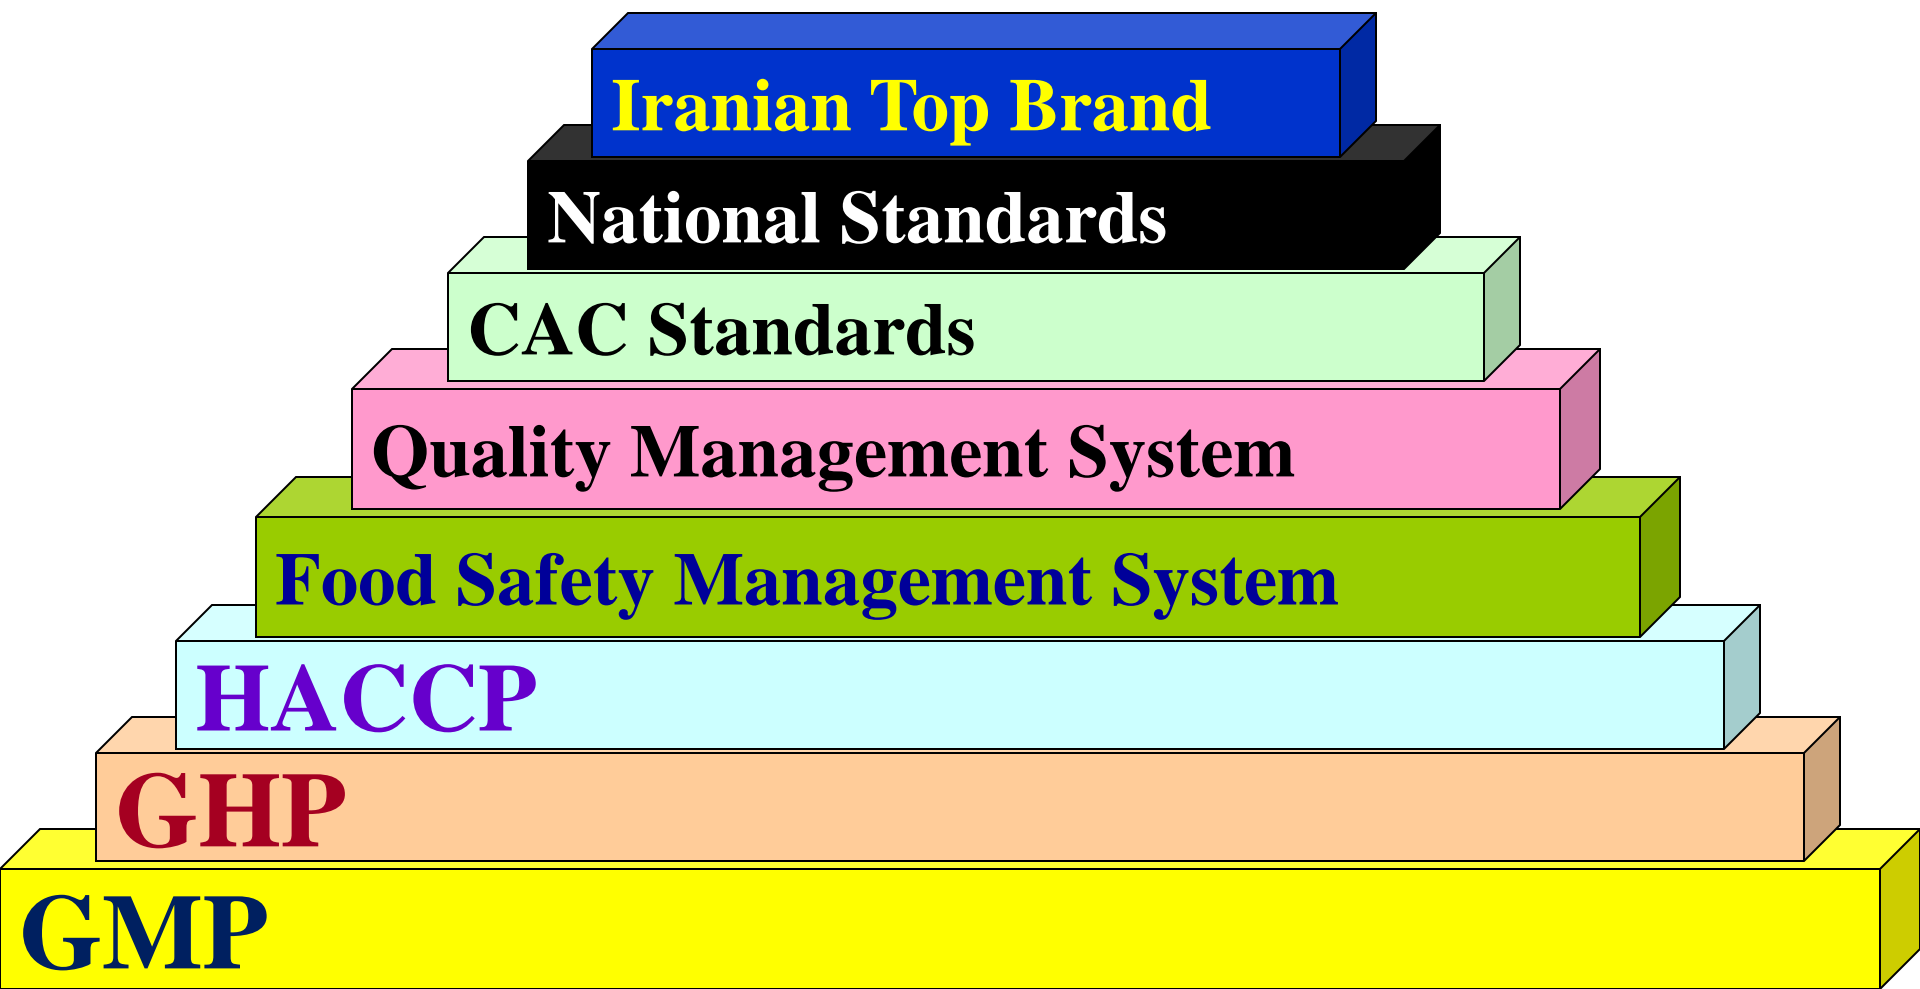 Iranian Top Brand
National Standards
CAC Standards
Quality Management System
Food Safety Management System
HACCP
GHP
GMP